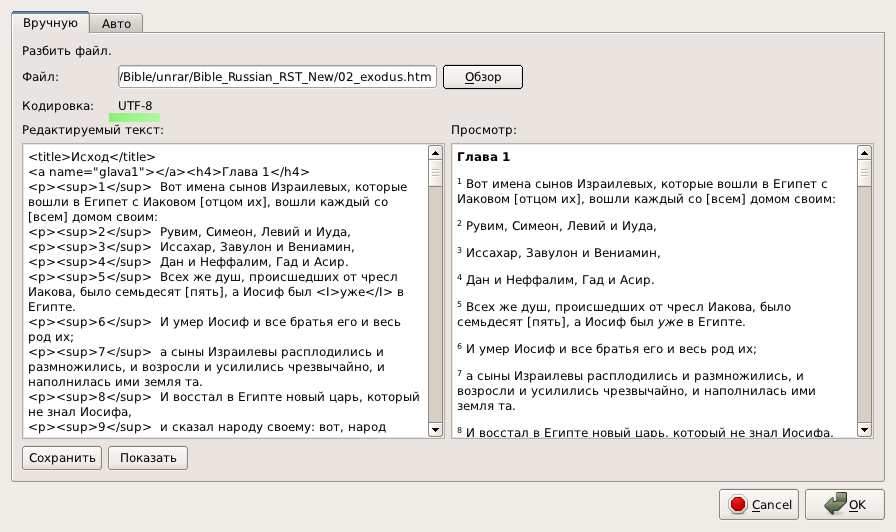 Вручную
Авто
Разбить файл.
Файл:
/Bible/unrar/Bible_Russian_RST_New/02_exodus.htm
Обзор
Кодировка:
UTF-8
Редактируемый текст:
<title>Исход</title>
<a name="glava1"></a><h4>Глава 1</h4>
<p><sup>1</sup>  Вот имена сынов Израилевых, которые
вошли в Египет с Иаковом [отцом их], вошли каждый со
[всем] домом своим:
<p><sup>2</sup>  Рувим, Симеон, Левий и Иуда,
<p><sup>3</sup>  Иссахар, Завулон и Вениамин,
<p><sup>4</sup>  Дан и Неффалим, Гад и Асир.
<p><sup>5</sup>  Всех же душ, происшедших от чресл
Иакова, было семьдесят [пять], а Иосиф был <I>уже</I> в
Египте.
<p><sup>6</sup>  И умер Иосиф и все братья его и весь
род их;
<p><sup>7</sup>  а сыны Израилевы расплодились и
размножились, и возросли и усилились чрезвычайно, и
наполнилась ими земля та.
<p><sup>8</sup>  И восстал в Египте новый царь, который
не знал Иосифа,
<p><sup>9</sup>  и сказал народу своему: вот, народ
Просмотр:
Глава 1
1 Вот имена сынов Израилевых, которые вошли в Египет с
Иаковом [отцом их], вошли каждый со [всем] домом своим:
2 Рувим, Симеон, Левий и Иуда,
3 Иссахар, Завулон и Вениамин,
4 Дан и Неффалим, Гад и Асир.
5 Всех же душ, происшедших от чресл Иакова, было
семьдесят [пять], а Иосиф был уже в Египте.
6 И умер Иосиф и все братья его и весь род их;
7 а сыны Израилевы расплодились и размножились, и
возросли и усилились чрезвычайно, и наполнилась ими
земля та.
8 И восстал в Египте новый царь, который не знал Иосифа,
Сохранить
Показать
Cancel
OK